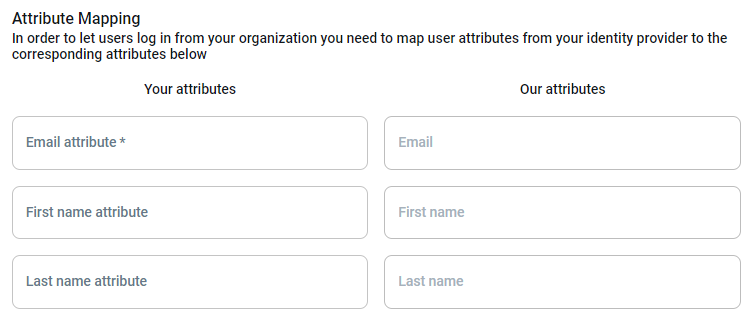 Attribute Mapping
In order to let users log in from your organization you need to map user attributes from your identity provider to the
corresponding attributes below
Your attributes
Our attributes
Email attribute *
Email
First name attribute
First name
Last name attribute
Last name